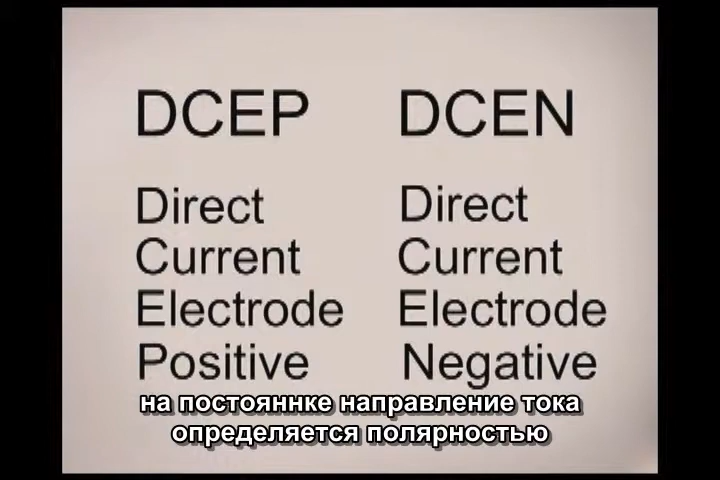 DCEP DCEN
Direct Direct
Current Current
Electrode Electrode
Positive Negative
на постояннке направление тока
определяется полярностью